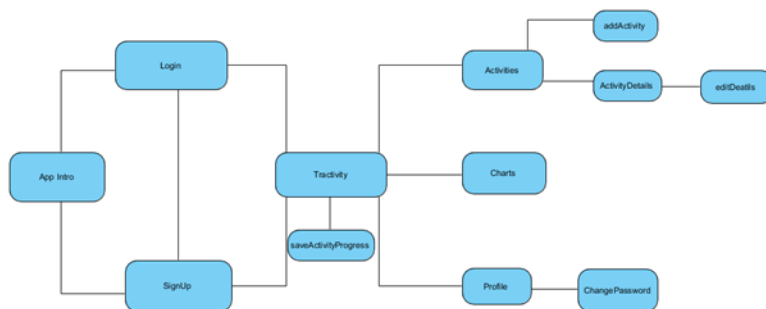 addActivity
Login
Activities
ActivityDetails
editDeatils
App Intro
Tractivity
Charts
saveActivityProgress
SignUp
Profile
ChangePassword